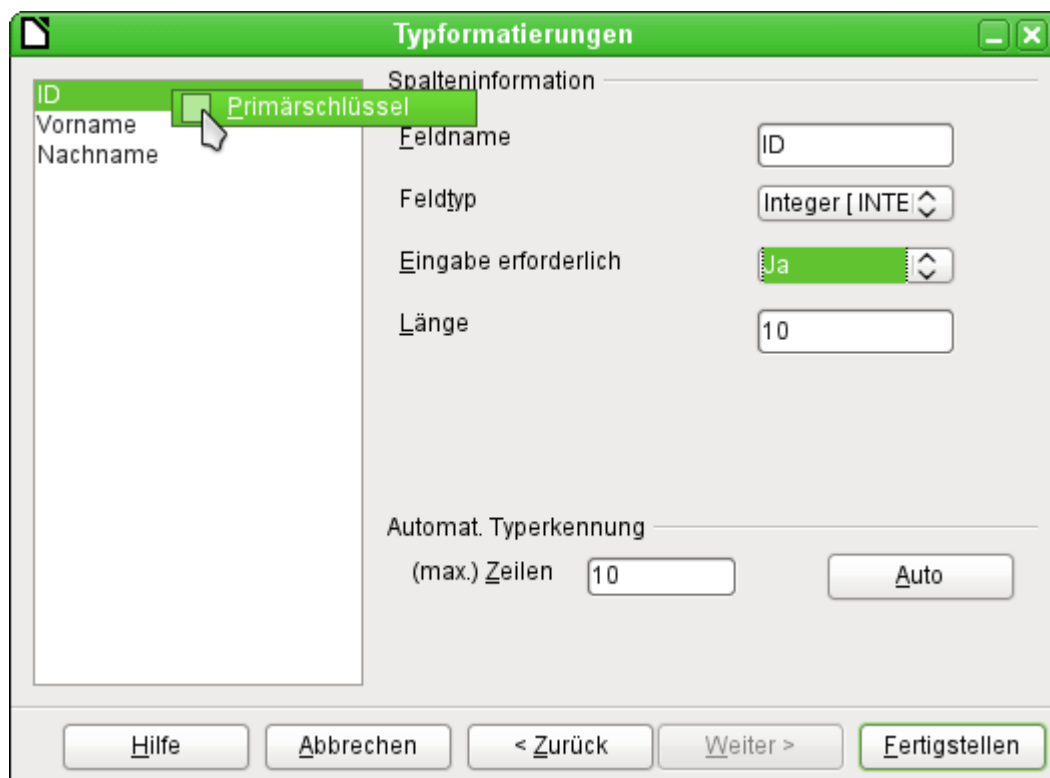 Typformatierungen
ID
Primärschlüssel
Vorname
Nachname
Spalteninformation
Feldname
ID
Feldtyp
Integer [ INTE
Eingabe erforderlich
Ja
Länge
10
Automat. Typerkennung
(max.) Zeilen
10
Auto
Hilfe
Abbrechen
< Zurück
Weiter >
Fertigstellen